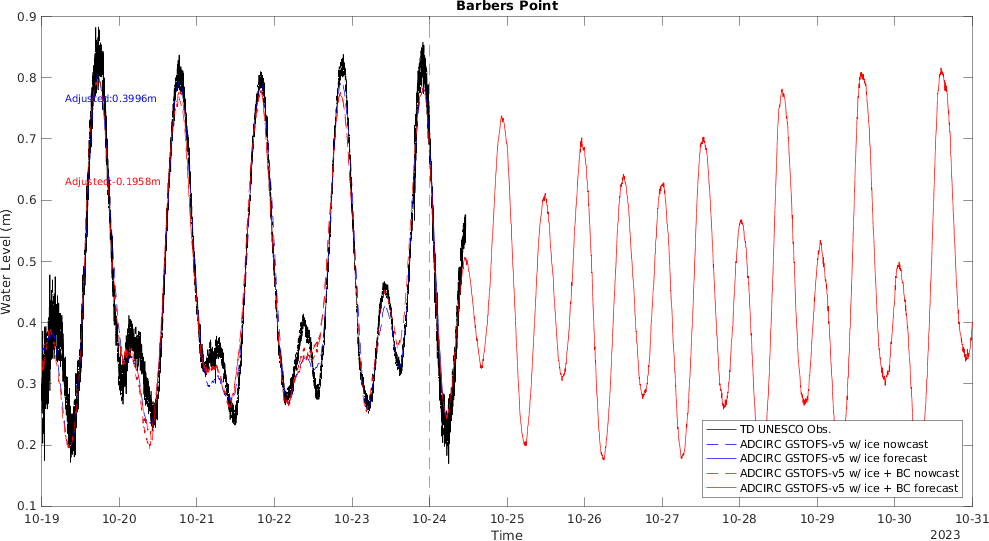 Barbers Point
0.9
0.8
0.7
0.6
0.5
0.4
0.3
0.2
0.1
Water Level (m)
Adjusted:0.3996m
Adjusted:-0.1958m
TD UNESCO Obs.
ADCIRC GSTOFS-v5 w/ ice nowcast
ADCIRC GSTOFS-v5 w/ ice forecast
ADCIRC GSTOFS-v5 w/ ice + BC nowcast
ADCIRC GSTOFS-v5 w/ ice + BC forecast
10-19 10-20 10-21 10-22 10-23 10-24 10-25 10-26 10-27 10-28 10-29 10-30 10-31
Time
2023